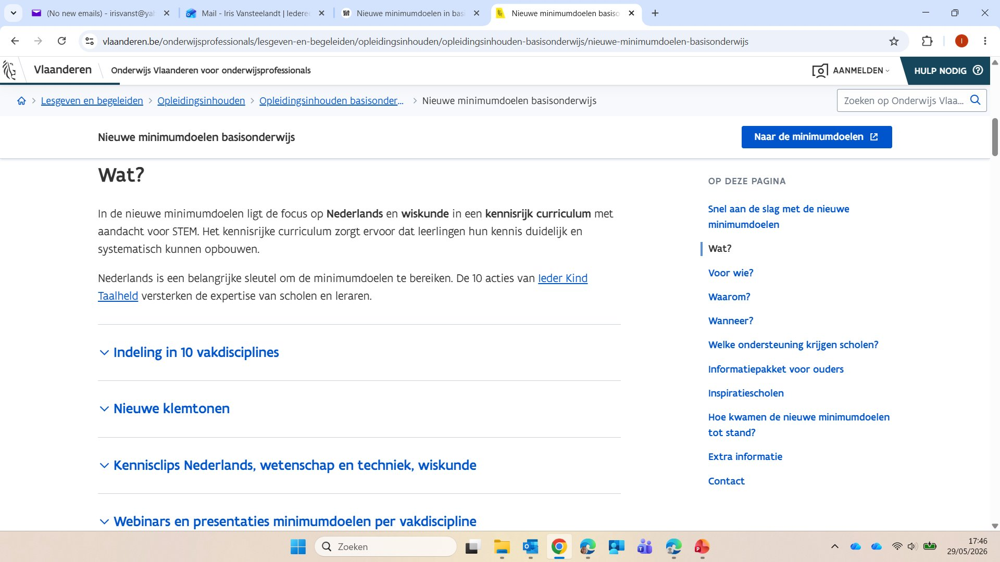 (No new emails) - irisvanst@yah
Mail - Iris Vansteelandt | Iedere
Nieuwe minimumdoelen in bas
Nieuwe minimumdoelen basiso
vlaanderen.be/onderwijsprofessionals/lesgeven-en-begeleiden/opleidingsinhouden/opleidingsinhouden-basisonderwijs/nieuwe-minimumdoelen-basisonderwijs
I
Vlaanderen
Onderwijs Vlaanderen voor onderwijsprofessionals
AANMELDEN
HULP NODIG
Lesgeven en begeleiden > Opleidingsinhouden > Opleidingsinhouden basisonder... > Nieuwe minimumdoelen basisonderwijs
Zoeken op Onderwijs Vlaa...
Nieuwe minimumdoelen basisonderwijs
Naar de minimumdoelen
Wat?
In de nieuwe minimumdoelen ligt de focus op Nederlands en wiskunde in een kennisrijk curriculum met
aandacht voor STEM. Het kennisrijke curriculum zorgt ervoor dat leerlingen hun kennis duidelijk en
systematisch kunnen opbouwen.
Nederlands is een belangrijke sleutel om de minimumdoelen te bereiken. De 10 acties van Ieder Kind
Taalheld versterken de expertise van scholen en leraren.
Indeling in 10 vakdisciplines
Nieuwe klemtonen
Kennisclips Nederlands, wetenschap en techniek, wiskunde
Webinars en presentaties minimumdoelen per vakdiscipline
OP DEZE PAGINA
Snel aan de slag met de nieuwe
minimumdoelen
Wat?
Voor wie?
Waarom?
Wanneer?
Welke ondersteuning krijgen scholen?
Informatiepakket voor ouders
Inspiratiescholen
Hoe kwamen de nieuwe minimumdoelen
tot stand?
Extra informatie
Contact
Zoeken
17:46
29/05/2026